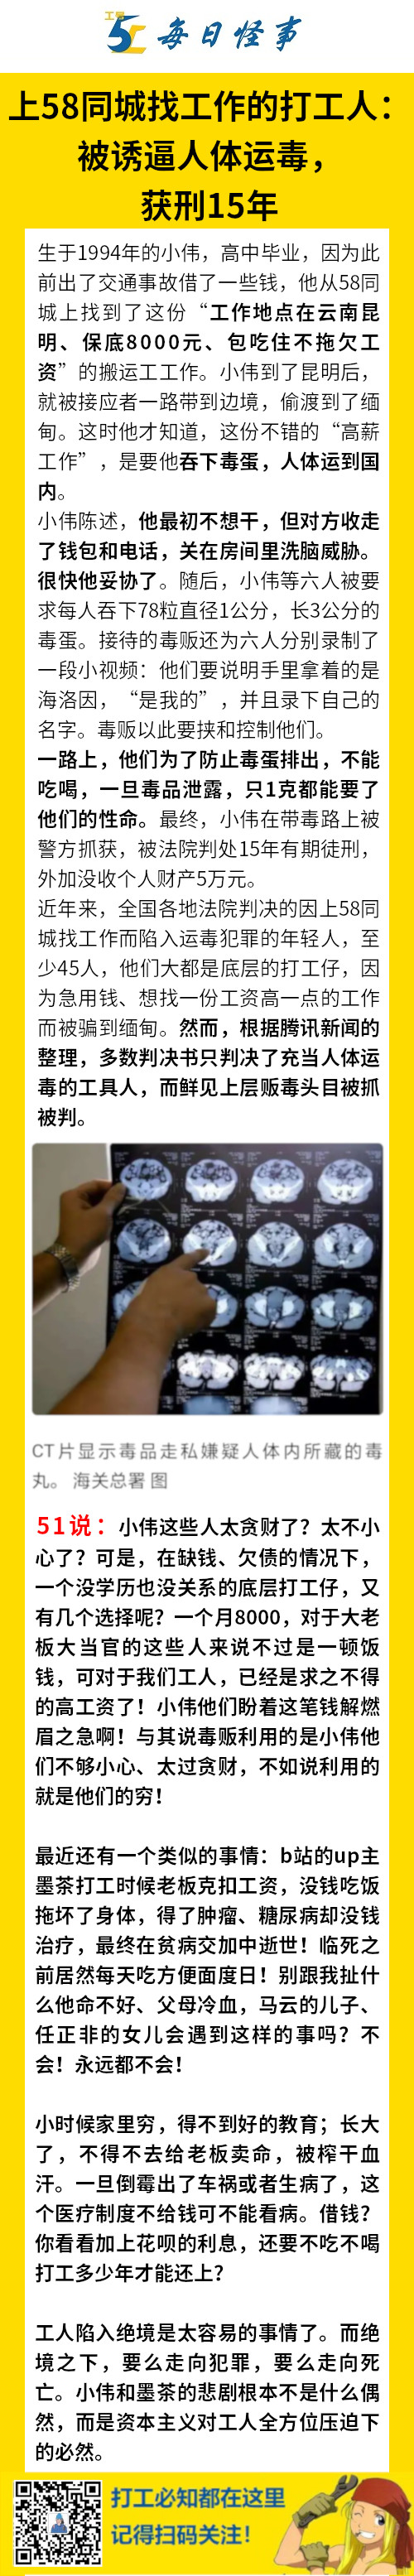 工号
51
每日怪事
上58同城找工作的打工人：
被诱逼人体运毒，
获刑15年
生于1994年的小伟，高中毕业，因为此
前出了交通事故借了一些钱，他从58同
城上找到了这份“工作地点在云南昆
明、保底8000元、包吃住不拖欠工
资”的搬运工工作。小伟到了昆明后，
就被接应者一路带到边境，偷渡到了缅
甸。这时他才知道，这份不错的“高薪
工作”，是要他吞下毒蛋，人体运到国
内。
小伟陈述，他最初不想干，但对方收走
了钱包和电话，关在房间里洗脑威胁。
很快他妥协了。随后，小伟等六人被要
求每人吞下78粒直径1公分，长3公分的
毒蛋。接待的毒贩还为六人分别录制了
一段小视频：他们要说明手里拿着的是
海洛因，“是我的”，并且录下自己的
名字。毒贩以此要挟和控制他们。
一路上，他们为了防止毒蛋排出，不能
吃喝，一旦毒品泄露，只1克都能要了
他们的性命。最终，小伟在带毒路上被
警方抓获，被法院判处15年有期徒刑，
外加没收个人财产5万元。
近年来，全国各地法院判决的因上58同
城找工作而陷入运毒犯罪的年轻人，至
少45人，他们大都是底层的打工仔，因
为急用钱、想找一份工资高一点的工作
而被骗到缅甸。然而，根据腾讯新闻的
整理，多数判决书只判决了充当人体运
毒的工具人，而鲜见上层贩毒头目被抓
被判。
CT片显示毒品走私嫌疑人体内所藏的毒
丸。 海关总署 图
51说：小伟这些人太贪财了？太不小
心了？可是，在缺钱、欠债的情况下，
一个没学历也没关系的底层打工仔，又
有几个选择呢？一个月8000，对于大老
板大当官的这些人来说不过是一顿饭
钱，可对于我们工人，已经是求之不得
的高工资了！小伟他们盼着这笔钱解燃
眉之急啊！与其说毒贩利用的是小伟他
们不够小心、太过贪财，不如说利用的
就是他们的穷！
最近还有一个类似的事情：b站的up主
墨茶打工时候老板克扣工资，没钱吃饭
拖坏了身体，得了肿瘤、糖尿病却没钱
治疗，最终在贫病交加中逝世！临死之
前居然每天吃方便面度日！别跟我扯什
么他命不好、父母冷血，马云的儿子、
任正非的女儿会遇到这样的事吗？不
会！永远都不会！
小时候家里穷，得不到好的教育；长大
了，不得不去给老板卖命，被榨干血
汗。一旦倒霉出了车祸或者生病了，这
个医疗制度不给钱可不能看病。借钱？
你看看加上花呗的利息，还要不吃不喝
打工多少年才能还上？
工人陷入绝境是太容易的事情了。而绝
境之下，要么走向犯罪，要么走向死
亡。小伟和墨茶的悲剧根本不是什么偶
然，而是资本主义对工人全方位压迫下
的必然。
打工必知都在这里
记得扫码关注！